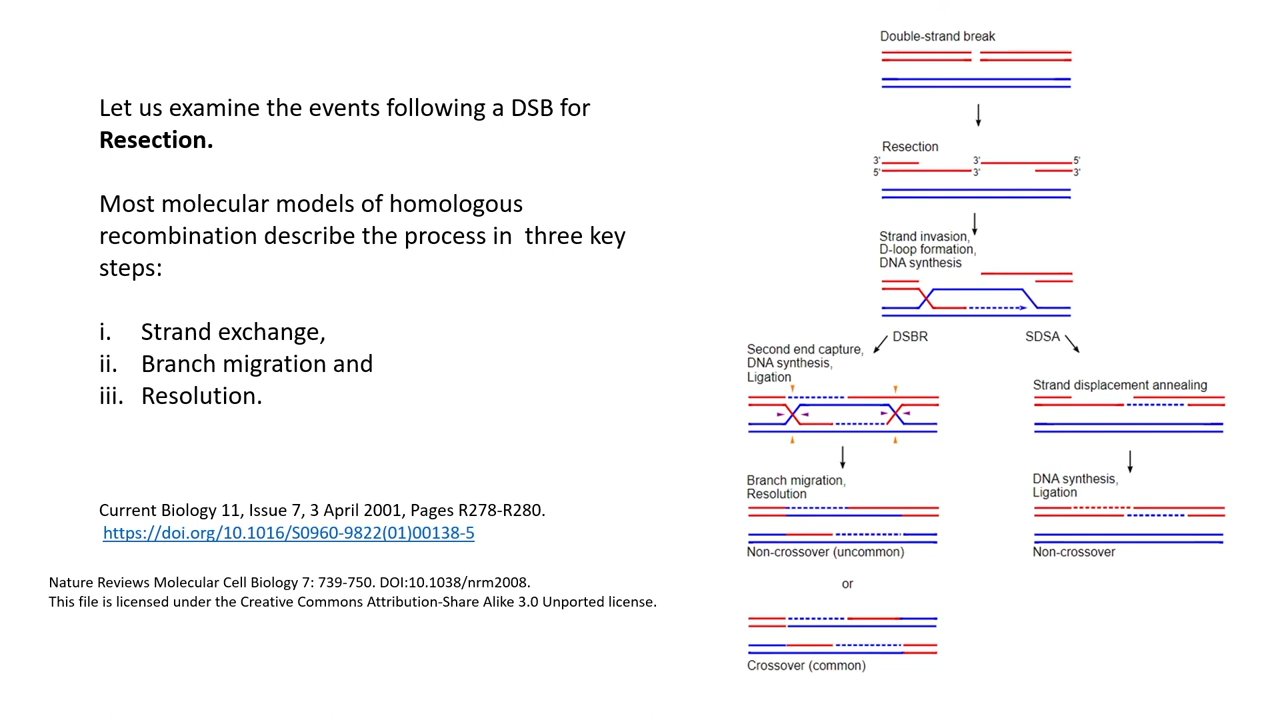 Let us examine the events following a DSB for
Resection.
Most molecular models of homologous
recombination describe the process in three key
steps:
i. Strand exchange,
ii. Branch migration and
iii. Resolution.
Current Biology 11, Issue 7, 3 April 2001, Pages R278-R280.
https://doi.org/10.1016/S0960-9822(01)00138-5
Nature Reviews Molecular Cell Biology 7: 739-750. DOI:10.1038/nrm2008.
This file is licensed under the Creative Commons Attribution-Share Alike 3.0 Unported license.
Double-strand break
Resection
3' 3' 5'
5' 3' 3'
Strand invasion,
D-loop formation,
DNA synthesis
DSBR
SDSA
Second end capture,
DNA synthesis,
Ligation
Strand displacement annealing
Branch migration,
Resolution
DNA synthesis,
Ligation
Non-crossover (uncommon)
Non-crossover
or
Crossover (common)